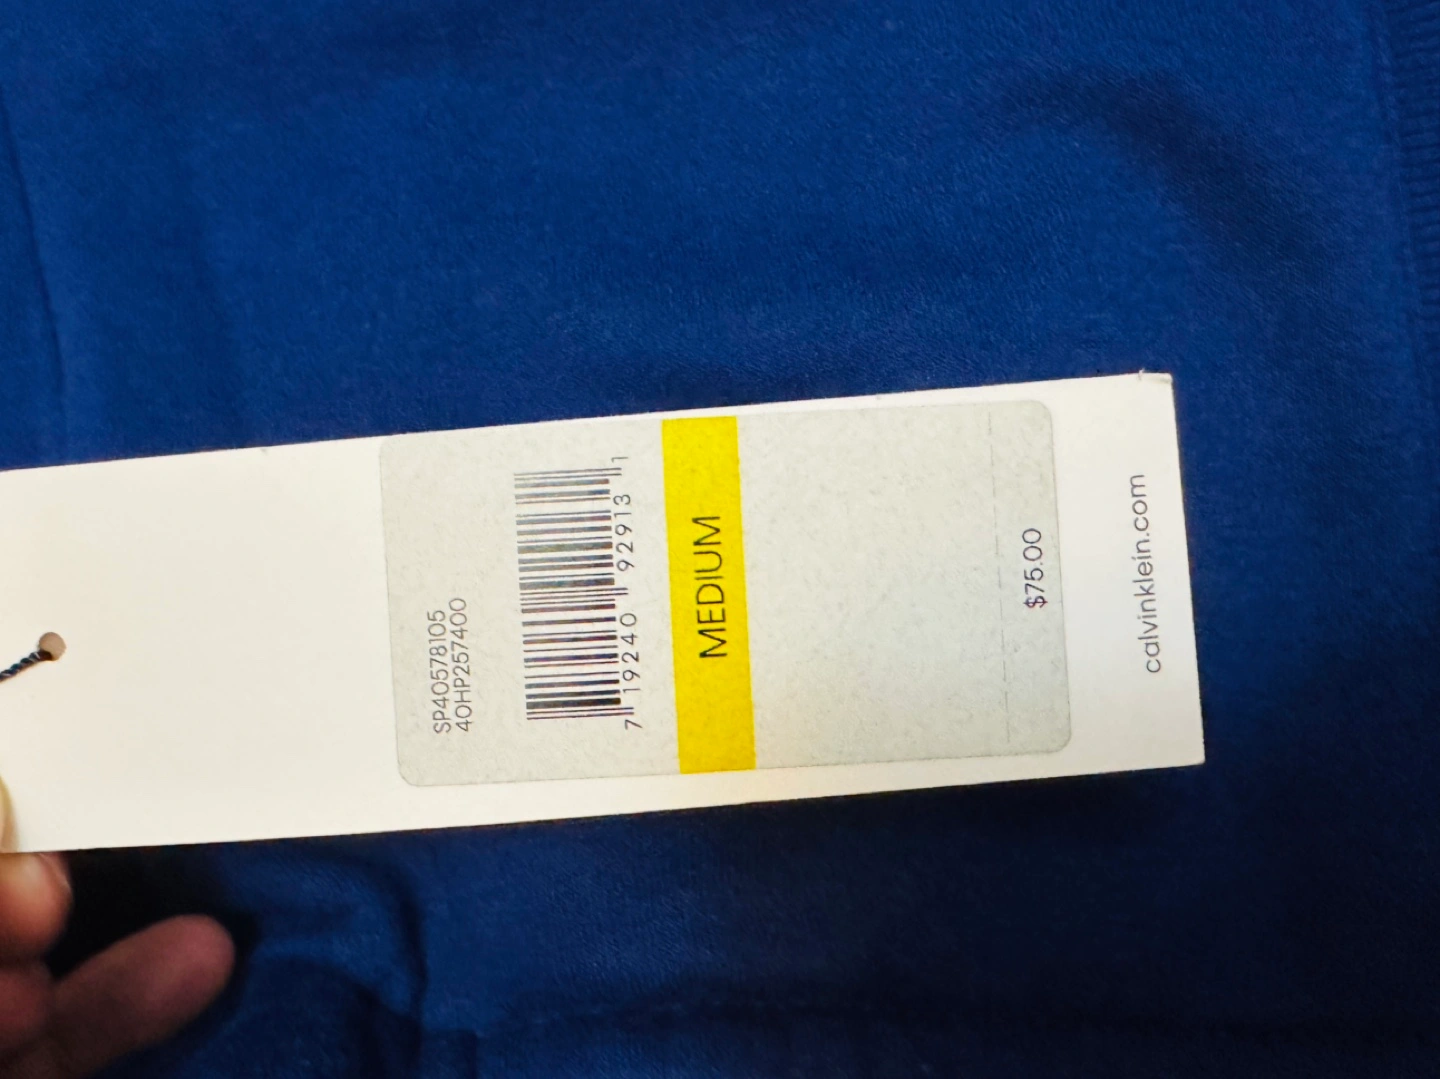 SP40578105
40HP257400
7 19240 92913 1
MEDIUM
$75.00
calvinklein.com